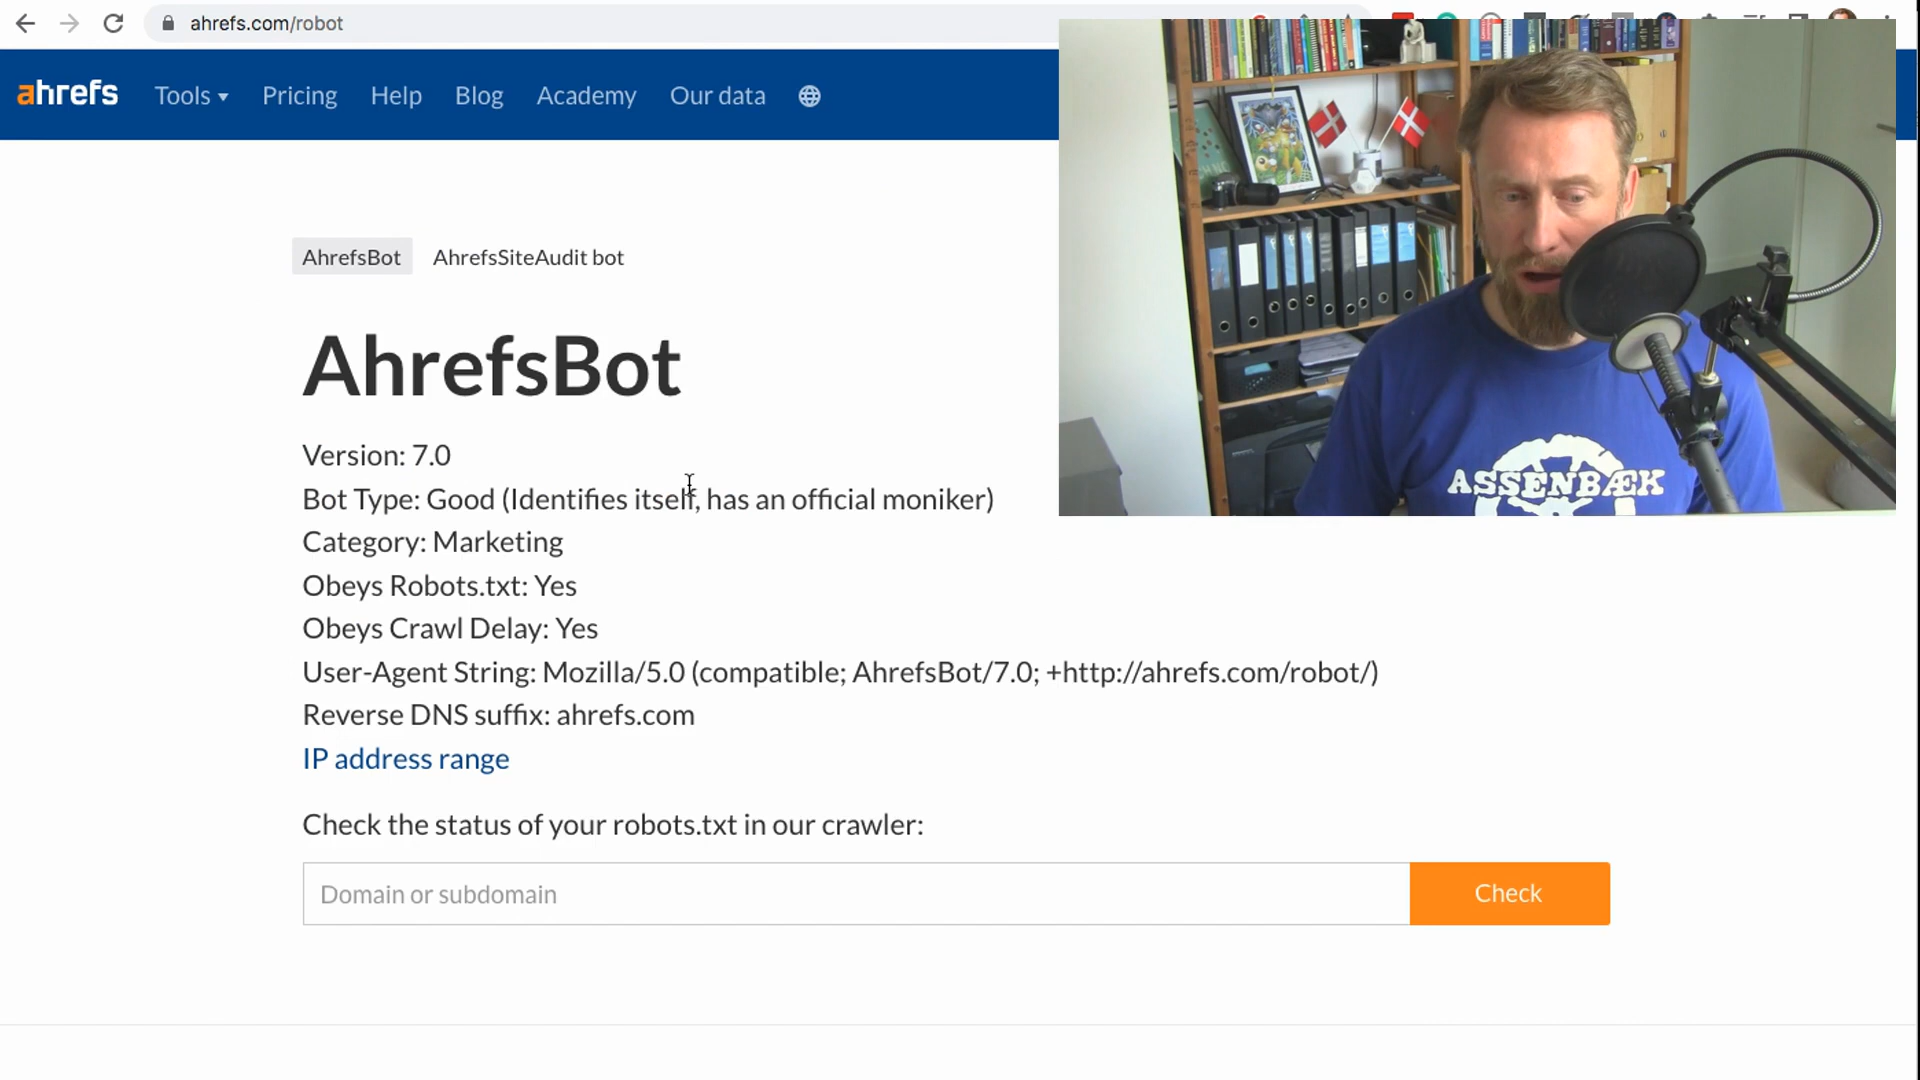 ahrefs.com/robot
ahrefs
Tools Pricing Help Blog Academy Our data
AhrefsBot AhrefsSiteAudit bot
AhrefsBot
Version: 7.0
Bot Type: Good (Identifies itself, has an official moniker)
Category: Marketing
Obeys Robots.txt: Yes
Obeys Crawl Delay: Yes
User-Agent String: Mozilla/5.0 (compatible; AhrefsBot/7.0; +http://ahrefs.com/robot/)
Reverse DNS suffix: ahrefs.com
IP address range
Check the status of your robots.txt in our crawler:
Domain or subdomain
Check
ASSENBÆK